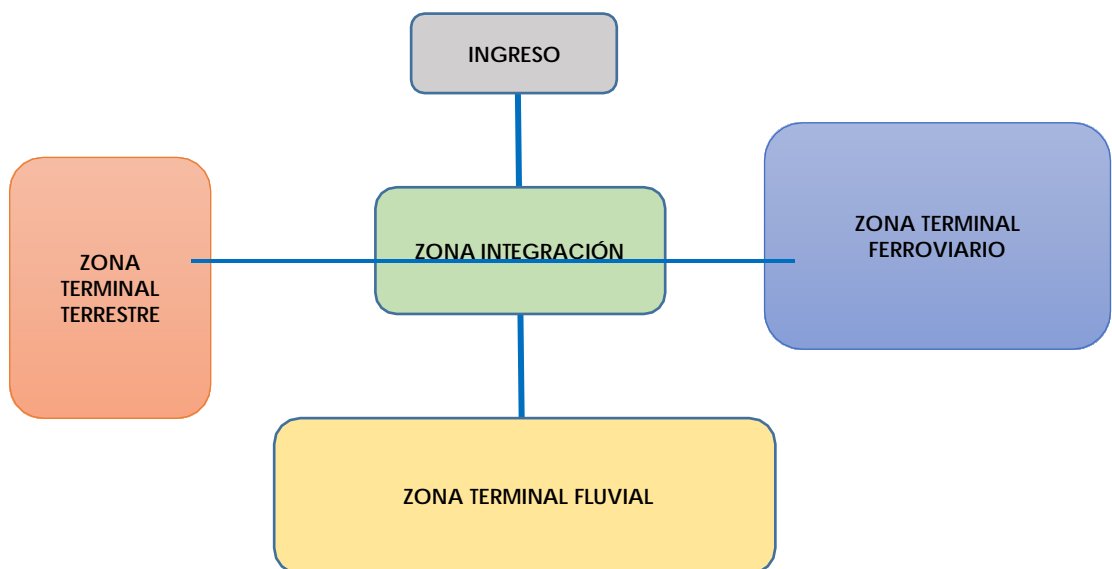 INGRESO
ZONA TERMINAL
FERROVIARIO
ZONA INTEGRACIÓN
ZONA
TERMINAL
TERRESTRE
ZONA TERMINAL FLUVIAL